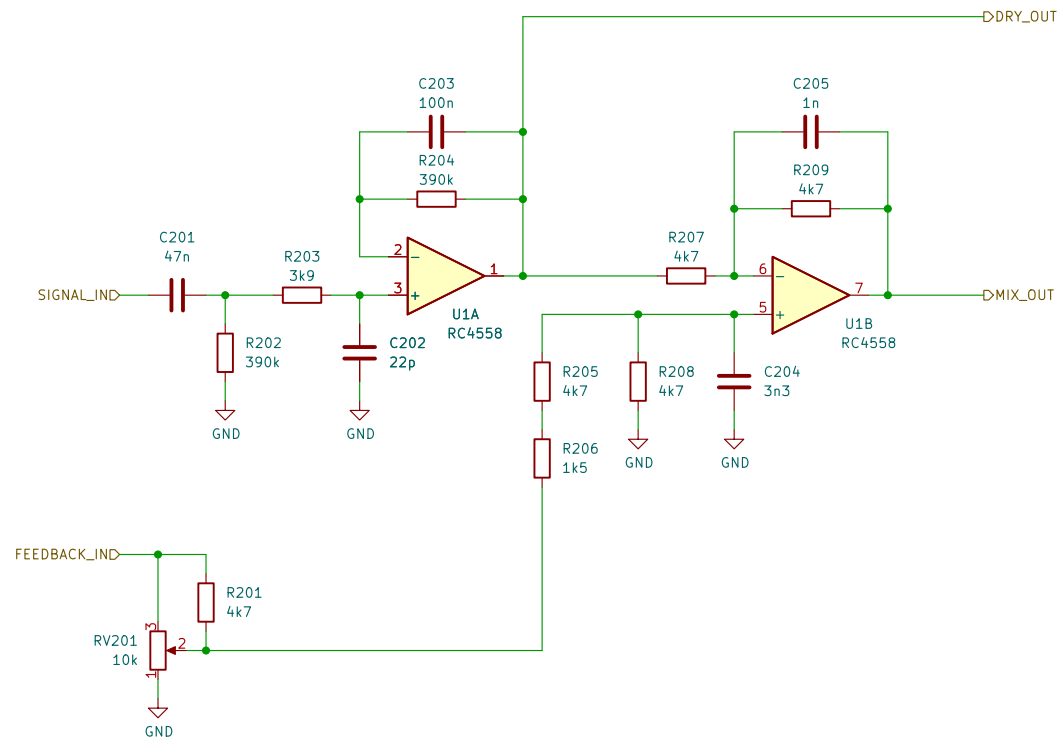 DRY_OUT
C203
100n
C205
1n
R204
390k
R209
4k7
C201
47n
R203
3k9
2
1
R207
4k7
6
7
SIGNAL_IN
3
5
MIX_OUT
U1A
RC4558
U1B
RC4558
R202
390k
C202
22p
R205
4k7
R208
4k7
C204
3n3
GND
GND
R206
1k5
GND
GND
FEEDBACK_IN
R201
4k7
3
RV201
10k
2
1
GND